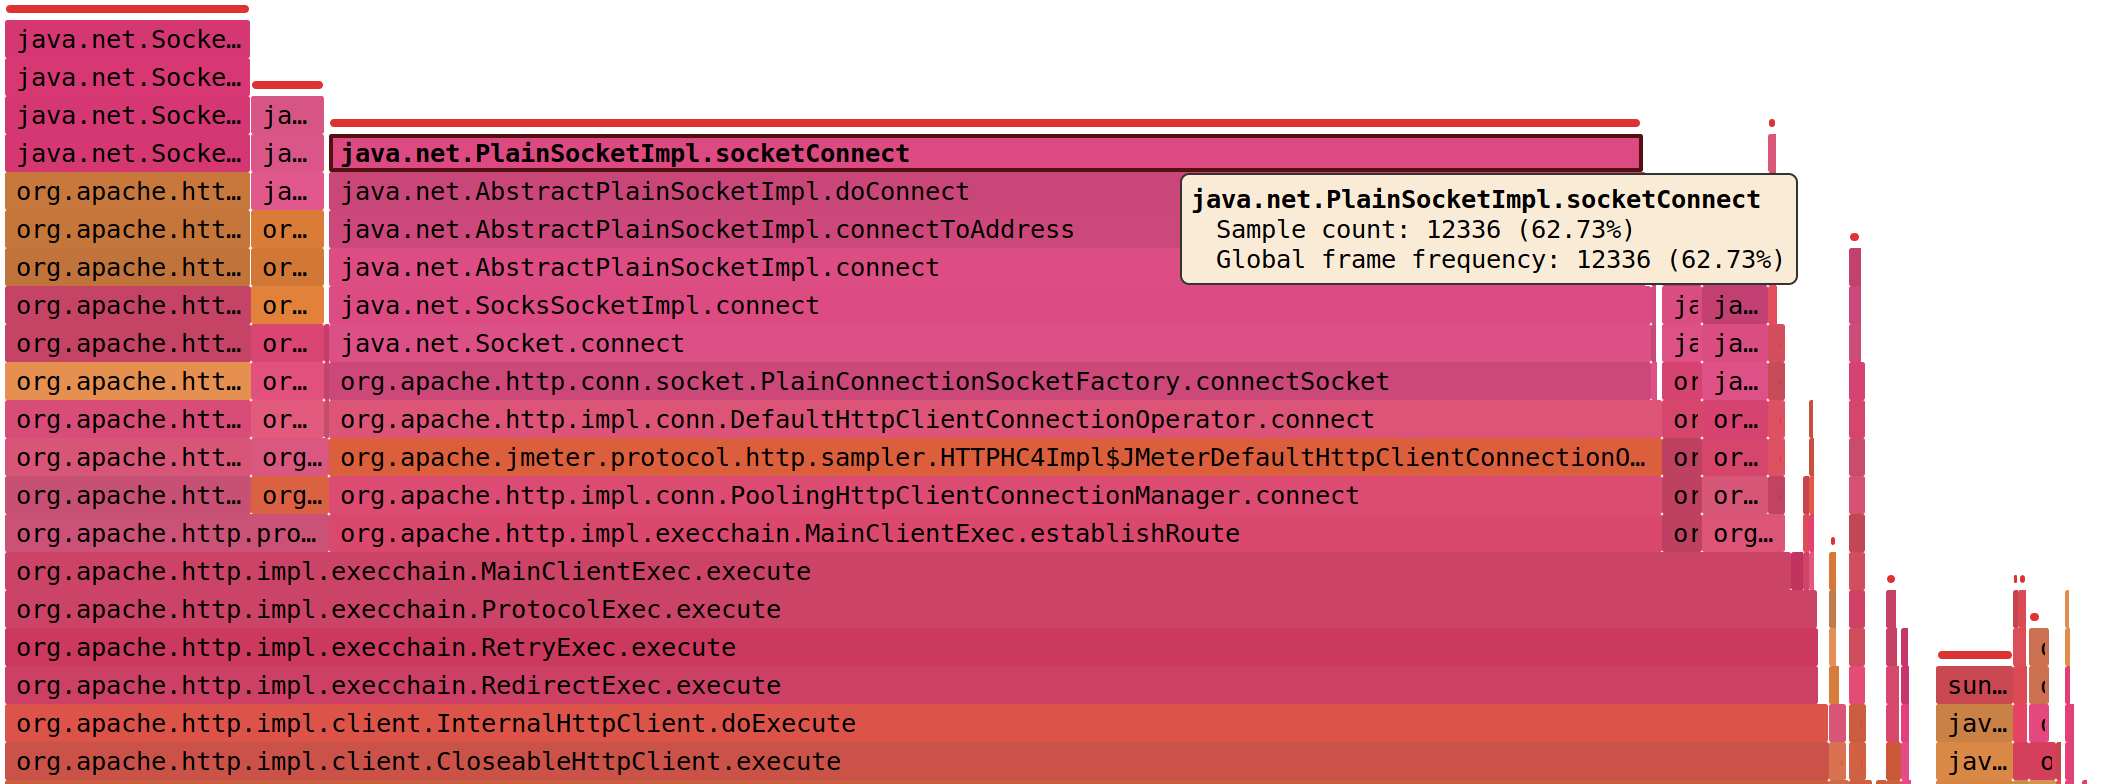 java.net.Socke…
java.net.Socke…
java.net.Socke… ja…
java.net.Socke… ja… java.net.PlainSocketImpl.socketConnect
org.apache.htt… ja… java.net.AbstractPlainSocketImpl.doConnect
java.net.PlainSocketImpl.socketConnect
org.apache.htt… or… java.net.AbstractPlainSocketImpl.connectToAddress
Sample count: 12336 (62.73%)
org.apache.htt… or… java.net.AbstractPlainSocketImpl.connect
Global frame frequency: 12336 (62.73%)
org.apache.htt… or… java.net.SocksSocketImpl.connect ja ja…
org.apache.htt… or… java.net.Socket.connect ja ja…
org.apache.htt… or… org.apache.http.conn.socket.PlainConnectionSocketFactory.connectSocket or ja…
org.apache.htt… or… org.apache.http.impl.conn.DefaultHttpClientConnectionOperator.connect or or…
org.apache.htt… org… org.apache.jmeter.protocol.http.sampler.HTTPHC4Impl$JMeterDefaultHttpClientConnectionO… or or…
org.apache.htt… org… org.apache.http.impl.conn.PoolingHttpClientConnectionManager.connect or or…
org.apache.http.pro… org.apache.http.impl.execchain.MainClientExec.establishRoute or org…
org.apache.http.impl.execchain.MainClientExec.execute
org.apache.http.impl.execchain.ProtocolExec.execute
org.apache.http.impl.execchain.RetryExec.execute
org.apache.http.impl.execchain.RedirectExec.execute sun…
org.apache.http.impl.client.InternalHttpClient.doExecute jav…
org.apache.http.impl.client.CloseableHttpClient.execute jav… o